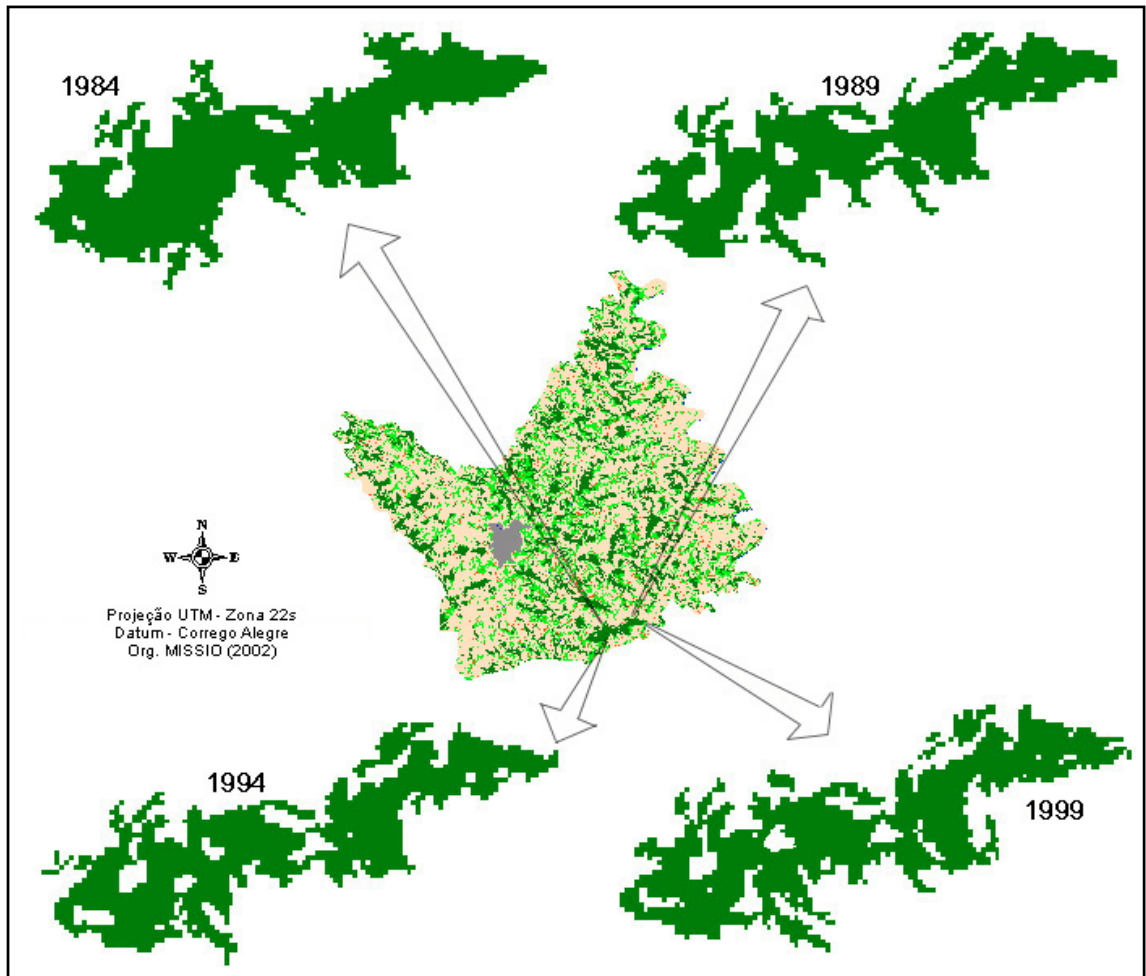 1984
1989
N
W E
S
Projeção UTM - Zona 22s
Datum - Corrego Alegre
Org. MISSIO (2002)
1994
1999